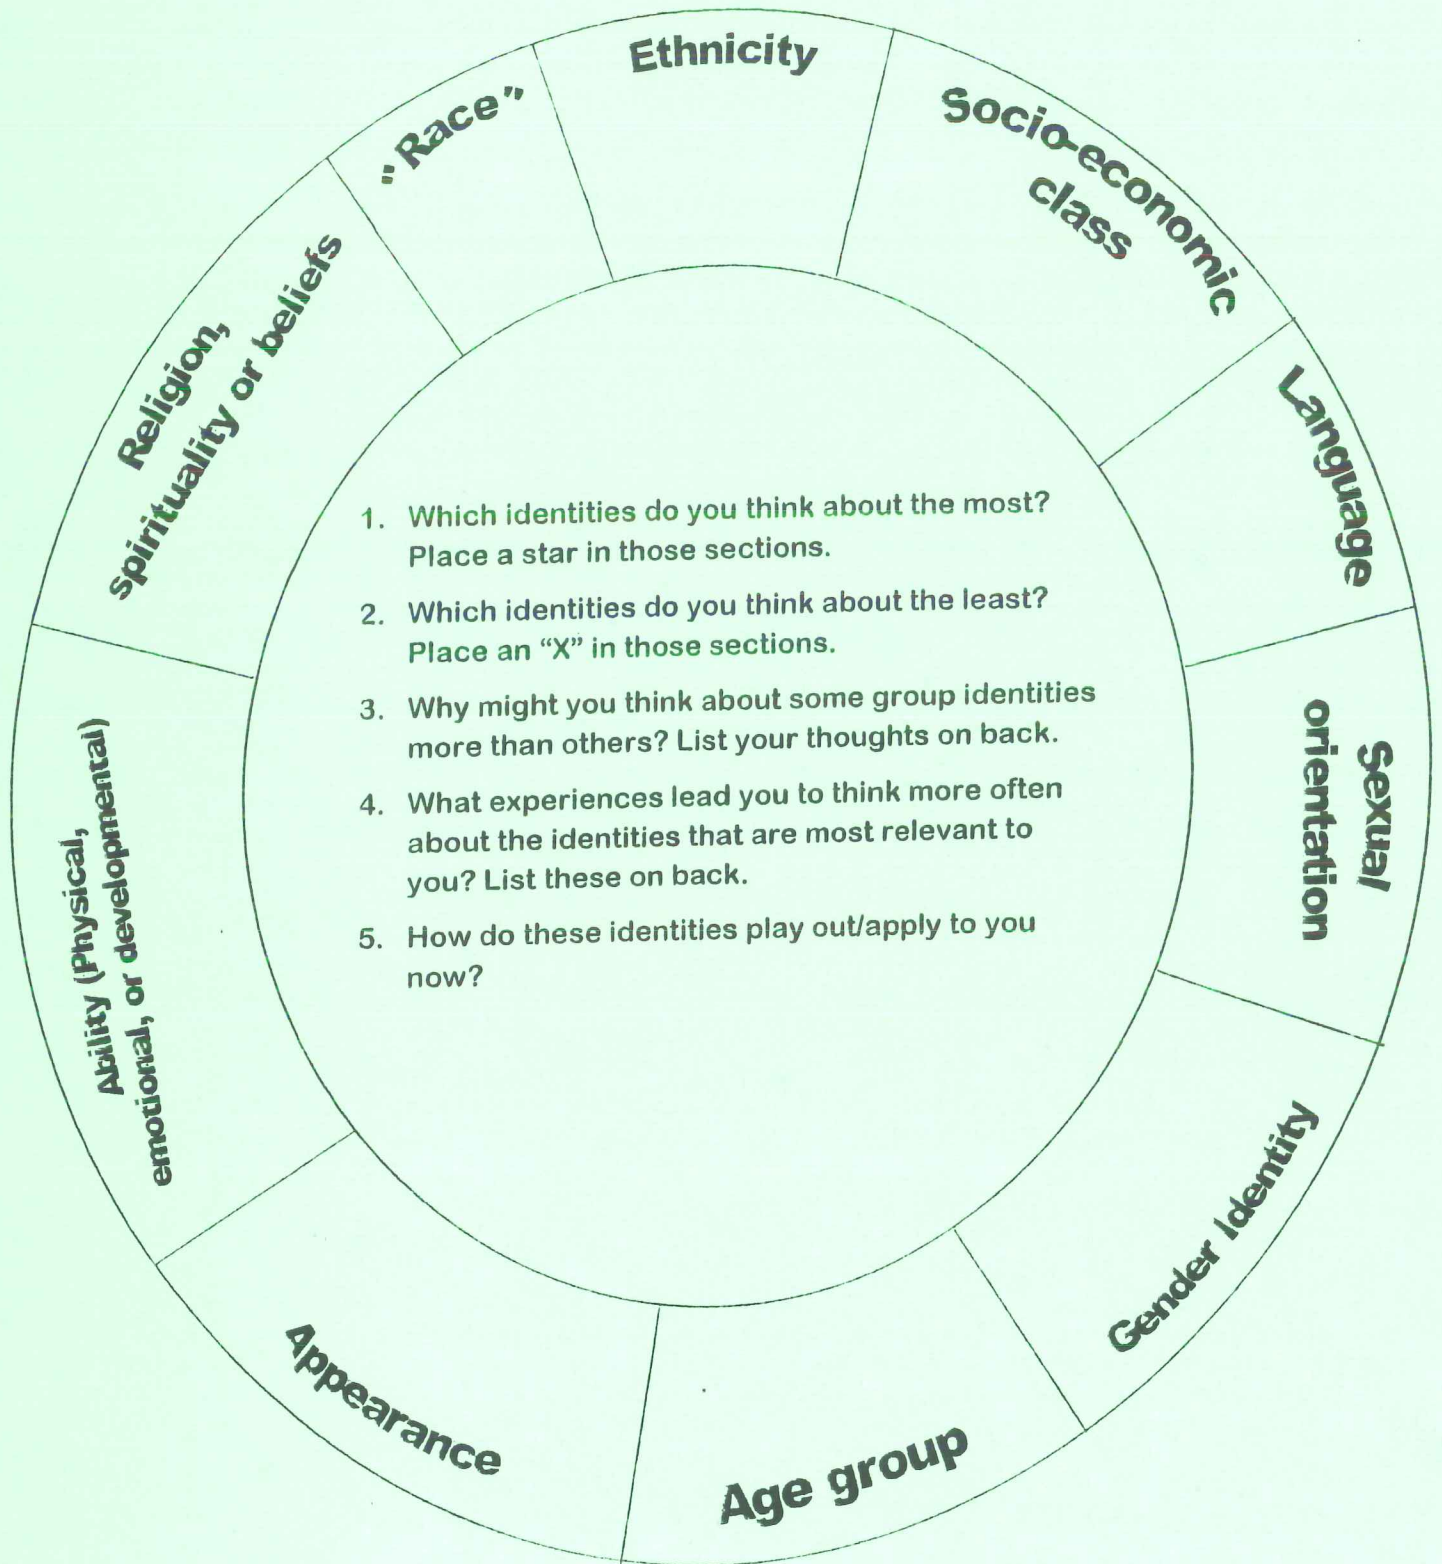 Ethnicity
Socio-economic
class
Language
Sexual
orientation
Gender Identity
Age group
Appearance
Ability (Physical,
emotional, or developmental)
Religion,
spirituality or beliefs
"Race"
1. Which identities do you think about the most?
Place a star in those sections.
2. Which identities do you think about the least?
Place an “X” in those sections.
3. Why might you think about some group identities
more than others? List your thoughts on back.
4. What experiences lead you to think more often
about the identities that are most relevant to
you? List these on back.
5. How do these identities play out/apply to you
now?